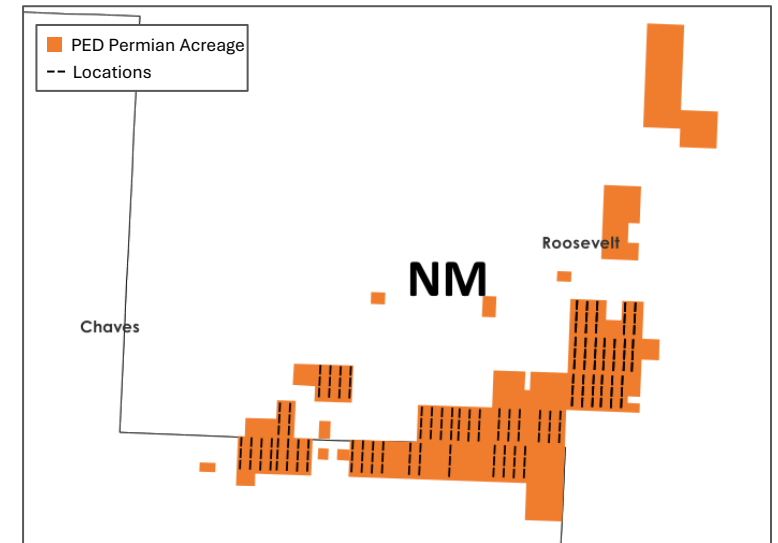 PED Permian Acreage
Locations
Roosevelt
NM
Chaves